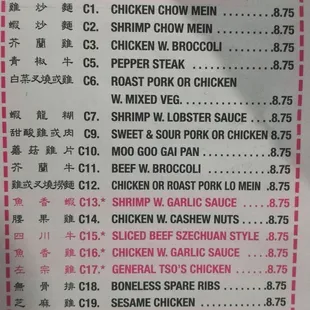 雞炒麵 C1. CHICKEN CHOW MEIN 8.75
蝦炒麵 C2. SHRIMP CHOW MEIN 8.75
芥蘭雞 C3. CHICKEN W. BROCCOLI 8.75
青椒牛 C5. PEPPER STEAK 8.75
白菜叉燒或雞 C6. ROAST PORK OR CHICKEN
W. MIXED VEG. 8.75
蝦龍糊 C7. SHRIMP W. LOBSTER SAUCE 8.75
甜酸雞或肉 C9. SWEET & SOUR PORK OR CHICKEN 8.75
蘑菇雞片 C10. MOO GOO GAI PAN 8.75
芥蘭牛 C11. BEEF W. BROCCOLI 8.75
雞或叉燒撈麵 C12. CHICKEN OR ROAST PORK LO MEIN .8.75
魚香蝦 C13.* SHRIMP W. GARLIC SAUCE 8.75
腰果雞 C14. CHICKEN W. CASHEW NUTS 8.75
四川牛 C15.* SLICED BEEF SZECHUAN STYLE .8.75
魚香雞 C16.* CHICKEN W. GARLIC SAUCE 8.75
左宗雞 C17.* GENERAL TSO'S CHICKEN 8.75
無骨排 C18. BONELESS SPARE RIBS 8.75
芝麻雞 C19. SESAME CHICKEN 8.75